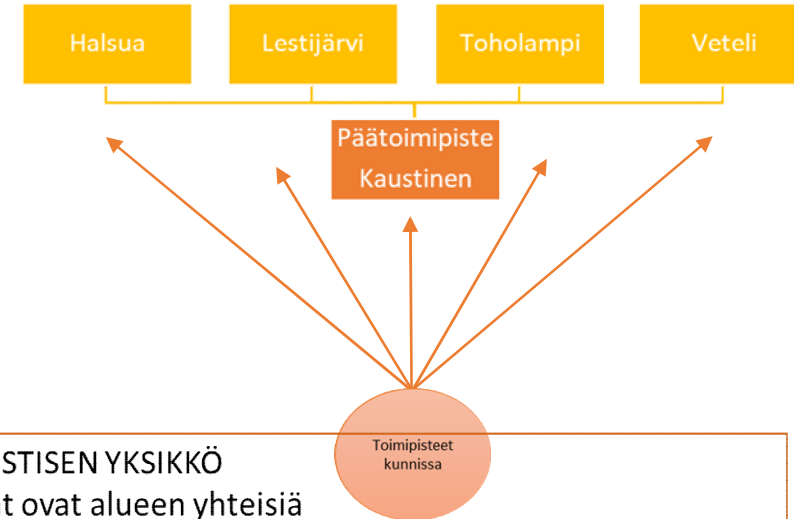 Halsua
Lestijärvi
Toholampi
Veteli
Päätoimipiste
Kaustinen
Toimipisteet
kunnissa
STISEN YKSIKKÖ
t ovat alueen yhteisiä